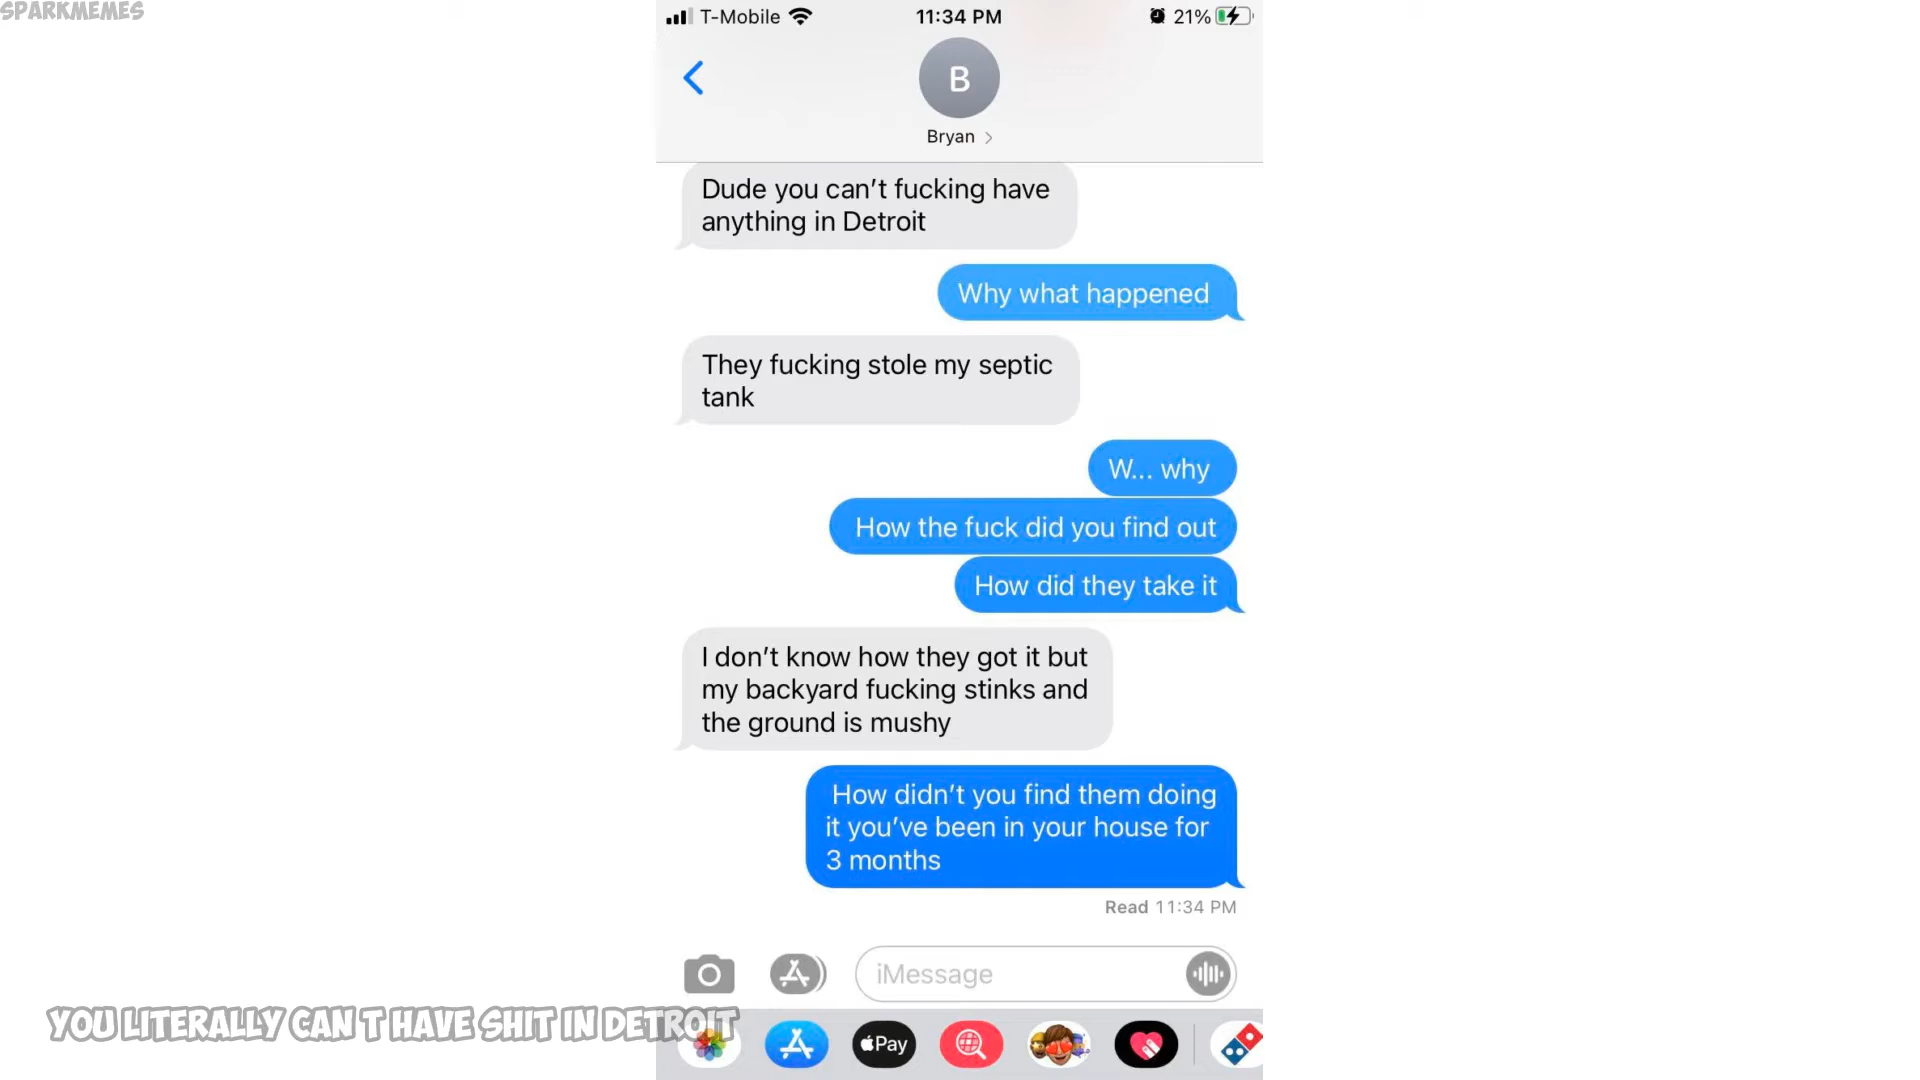 SPARKMEMES
T-Mobile
11:34 PM
21%
B
Bryan
Dude you can’t fucking have
anything in Detroit
Why what happened
They fucking stole my septic
tank
W... why
How the fuck did you find out
How did they take it
I don’t know how they got it but
my backyard fucking stinks and
the ground is mushy
How didn’t you find them doing
it you’ve been in your house for
3 months
Read 11:34 PM
iMessage
YOU LITERALLY CAN T HAVE SHIT IN DETROIT
Pay